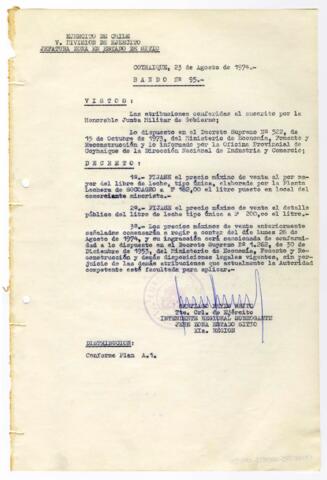 EJERCITO DE CHILE
V. DIVISION DE EJERCITO
JEFATURA ZONA EN ESTADO DE SITIO
COYHAIQUE, 23 de Agosto de 1974.-
B A N D O Nº 95.-
V I S T O S :
Las atribuciones conferidas al suscrito por la
Honorable Junta Militar de Gobierno;
Lo dispuesto en el Decreto Supremo Nº 522, de
15 de Octubre de 1973, del Ministerio de Economía, Fomento y
Reconstrucción y lo informado por la Oficina Provincial de
Coyhaique de la Dirección Nacional de Industria y Comercio;
D E C R E T O :
1º.- FIJASE el precio máximo de venta al por ma
yor del litro de leche, tipo único, elaborada por la Planta
Lechera de SOCOAGRO a Eº 182,00 el litro puesto en local del
comerciante minorista.
2º.- FIJASE el precio máximo de venta al detalle
público del litro de leche tipo único a Eº 200,00 el litro.
3º.- Los precios máximos de venta anteriormente
señalados comenzarán a regir a contar del día lunes 26 de
Agosto de 1974, y su infracción será sancionada de conformi-
dad a lo dispuesto en el Decreto Supremo Nº 1.262, de 30 de
Diciembre de 1953, del Ministerio de Economía, Fomento y Re-
construcción y demás disposiciones legales vigentes, sin per-
juicio de las demás atribuciones que actualmente la Autoridad
competente está facultada para aplicar.
Tte. Crl. de Ejército
INTENDENTE REGIONAL SUBROGANTE
JEFE ZONA ESTADO SITIO
XIa. REGION
DISTRIBUCION:
Conforme Plan A.1.